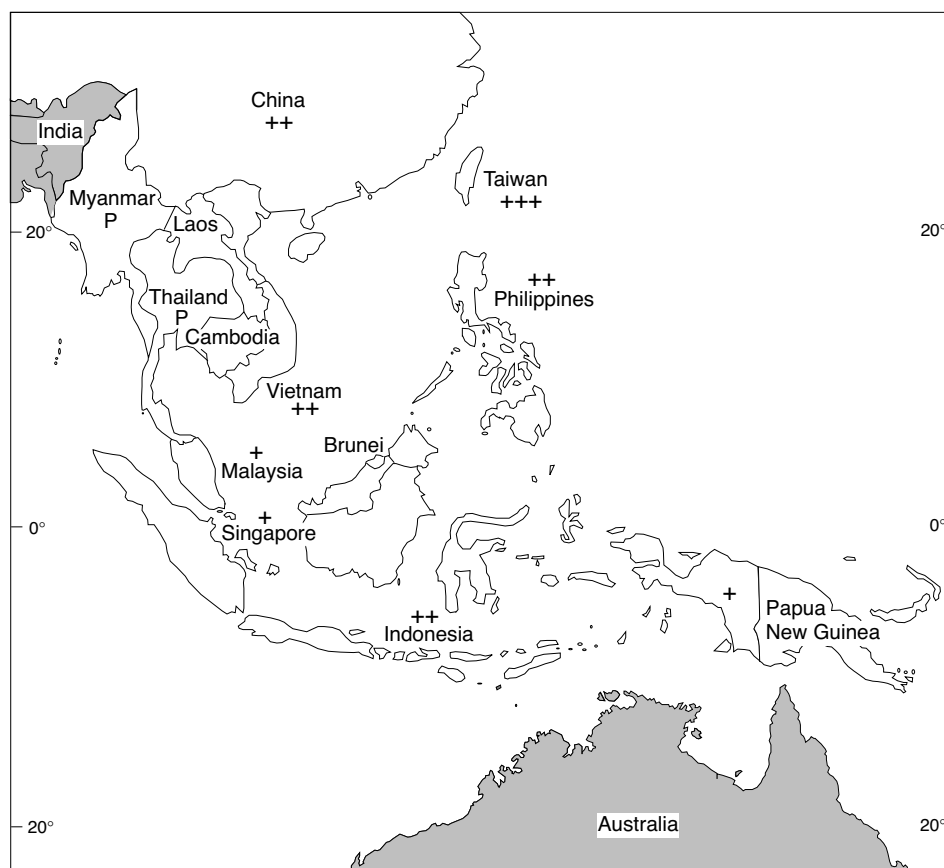 China
++
India
Taiwan
+++
Myanmar
P
Laos
20°
20°
++
Philippines
Thailand
P
Cambodia
Vietnam
++
Brunei
+
Malaysia
+
Singapore
0°
0°
+
Papua
New Guinea
++
Indonesia
Australia
20°
20°